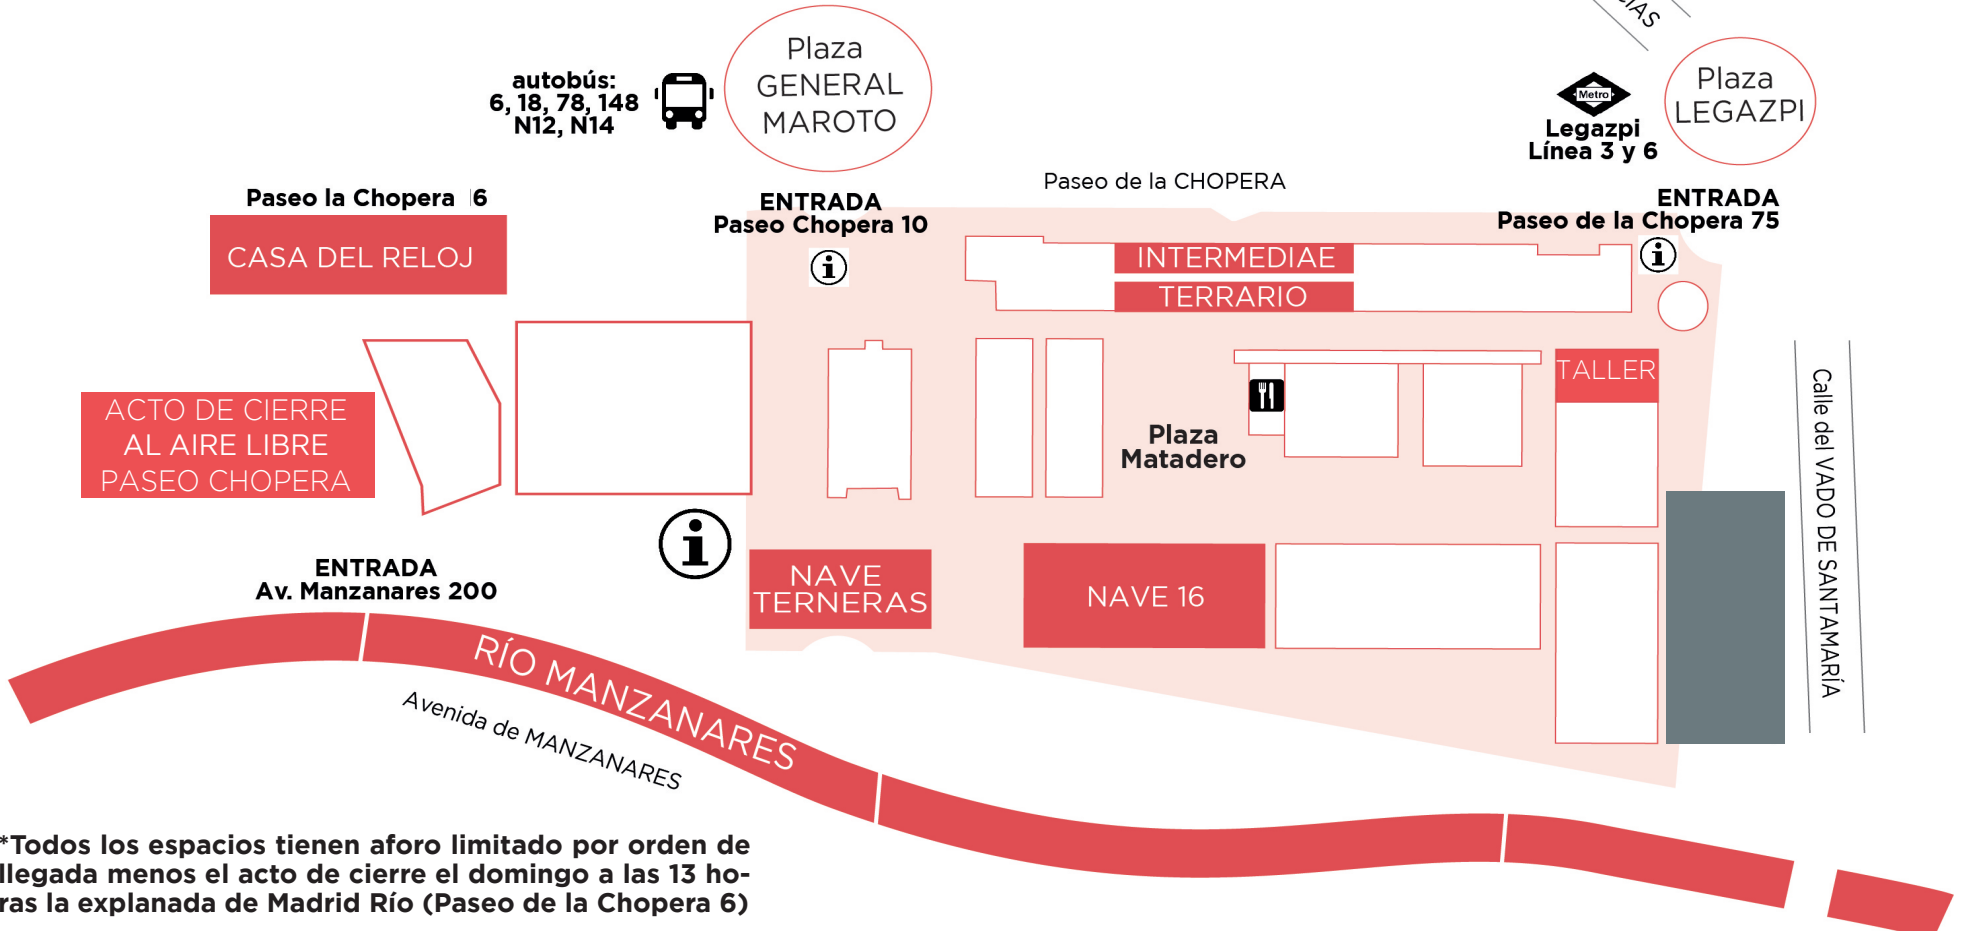 Plaza
GENERAL
MAROTO
autobús:
6, 18, 78, 148
N12, N14
Metro
Legazpi
Línea 3 y 6
Plaza
LEGAZPI
Paseo de la CHOPERA
Paseo la Chopera 6
CASA DEL RELOJ
ENTRADA
Paseo Chopera 10
i
ENTRADA
Paseo de la Chopera 75
i
INTERMEDIAE
TERRARIO
TALLER
ACTO DE CIERRE
AL AIRE LIBRE
PASEO CHOPERA
Plaza
Matadero
Calle del VADO DE SANTAMARÍA
i
ENTRADA
Av. Manzanares 200
NAVE
TERNERAS
NAVE 16
RÍO MANZANARES
Avenida de MANZANARES
*Todos los espacios tienen aforo limitado por orden de
llegada menos el acto de cierre el domingo a las 13 ho-
ras la explanada de Madrid Río (Paseo de la Chopera 6)